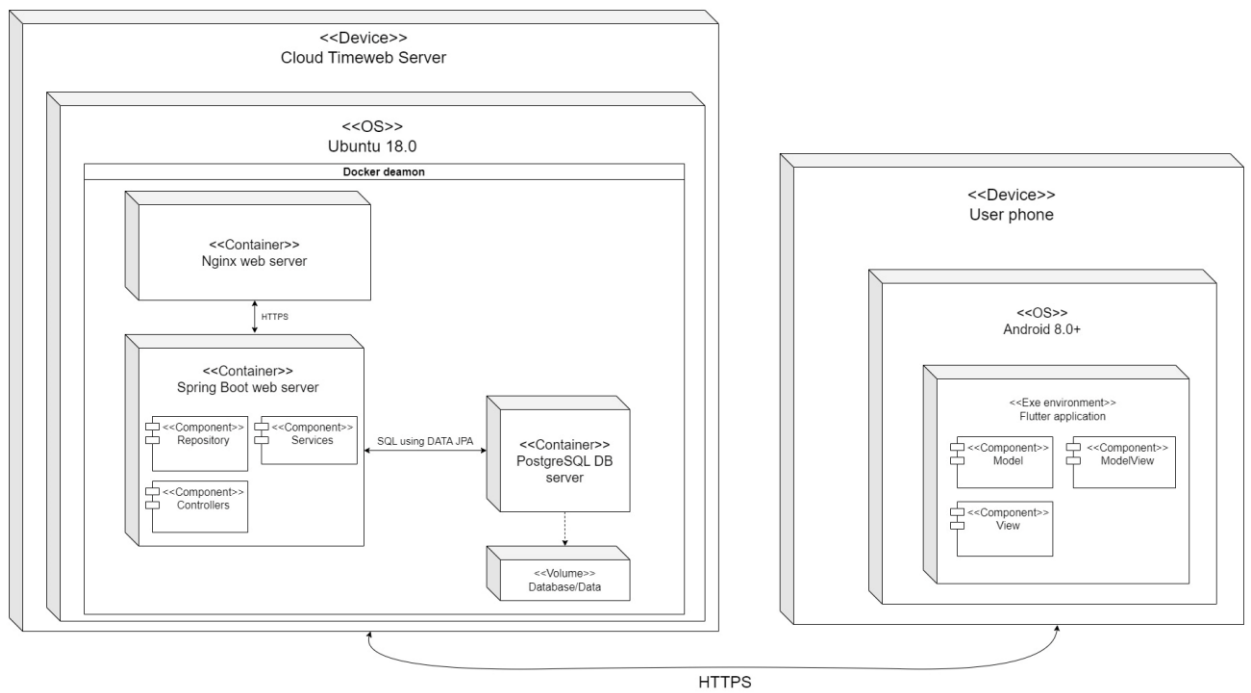 <<Device>>
Cloud Timeweb Server
<<OS>>
Ubuntu 18.0
Docker deamon
<<Container>>
Nginx web server
HTTPS
<<Container>>
Spring Boot web server
<<Component>>
Repository
<<Component>>
Services
<<Component>>
Controllers
SQL using DATA JPA
<<Container>>
PostgreSQL DB
server
<<Volume>>
Database/Data
<<Device>>
User phone
<<OS>>
Android 8.0+
<<Exe environment>>
Flutter application
<<Component>>
Model
<<Component>>
ModelView
<<Component>>
View
HTTPS